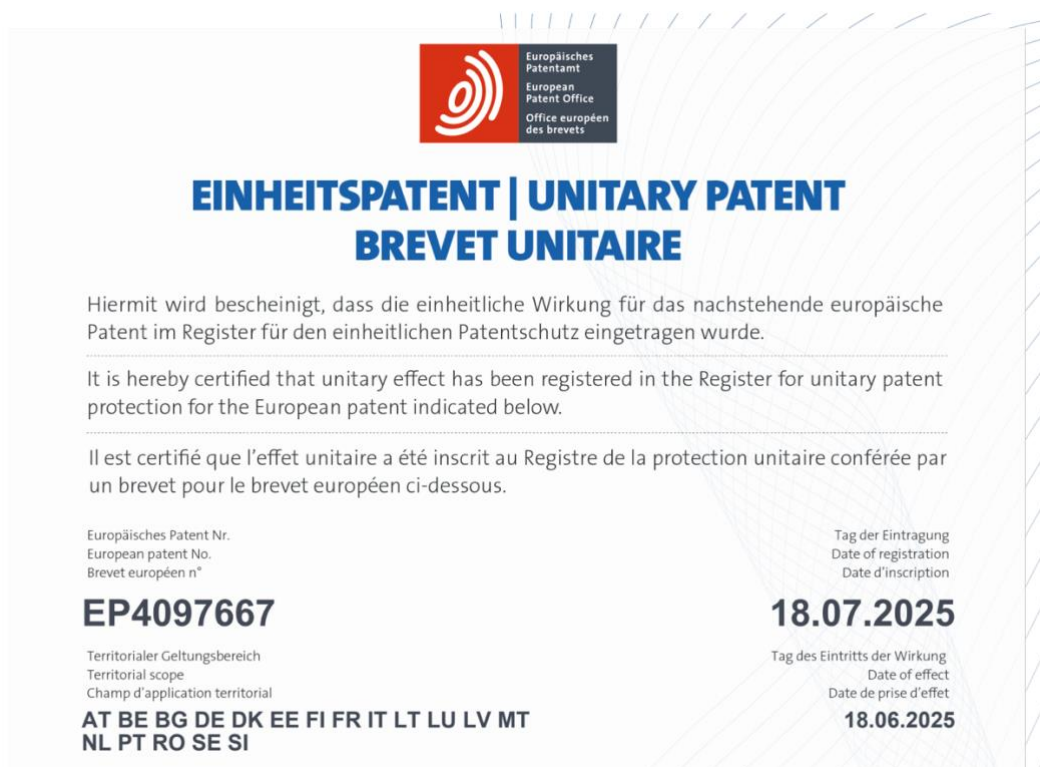 Europäisches
Patentamt
European
Patent Office
Office européen
des brevets
EINHEITSPATENT | UNITARY PATENT
BREVET UNITAIRE
Hiermit wird bescheinigt, dass die einheitliche Wirkung für das nachstehende europäische
Patent im Register für den einheitlichen Patentschutz eingetragen wurde.
It is hereby certified that unitary effect has been registered in the Register for unitary patent
protection for the European patent indicated below.
Il est certifié que l'effet unitaire a été inscrit au Registre de la protection unitaire conférée par
un brevet pour le brevet européen ci-dessous.
Europäisches Patent Nr.
European patent No.
Brevet européen n°
EP4097667
Tag der Eintragung
Date of registration
Date d'inscription
18.07.2025
Territorialer Geltungsbereich
Territorial scope
Champ d'application territorial
AT BE BG DE DK EE FI FR IT LT LU LV MT
NL PT RO SE SI
Tag des Eintritts der Wirkung
Date of effect
Date de prise d'effet
18.06.2025